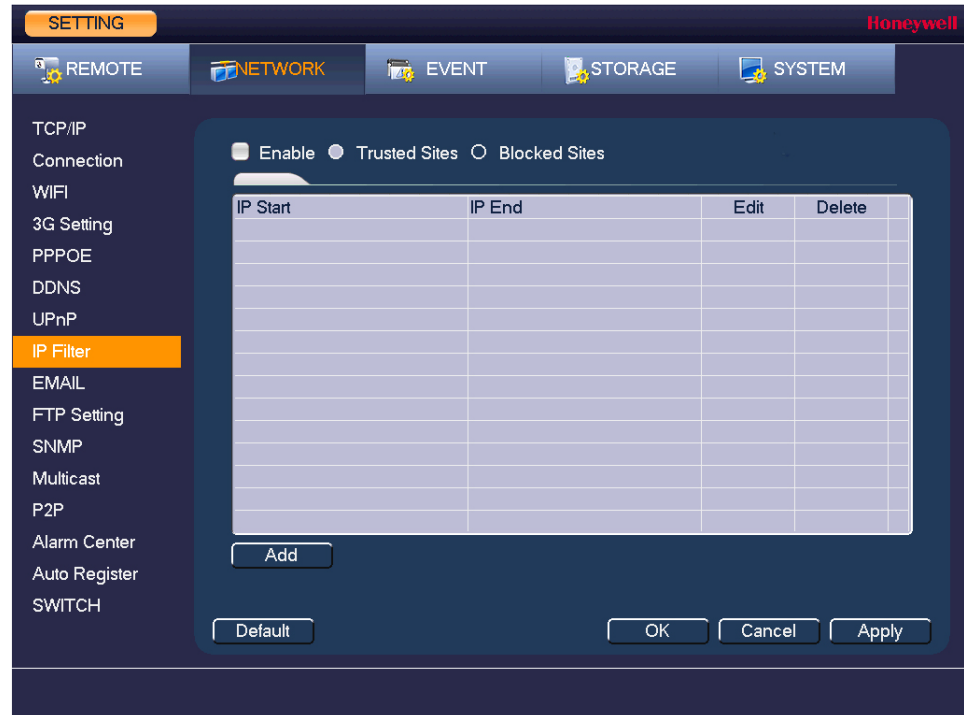 SETTING Honeywell
REMOTE NETWORK EVENT STORAGE SYSTEM
TCP/IP
Connection
WIFI
3G Setting
PPPOE
DDNS
UPnP
IP Filter
EMAIL
FTP Setting
SNMP
Multicast
P2P
Alarm Center
Auto Register
SWITCH
Enable Trusted Sites Blocked Sites
IP Start IP End Edit Delete
Add
Default OK Cancel Apply